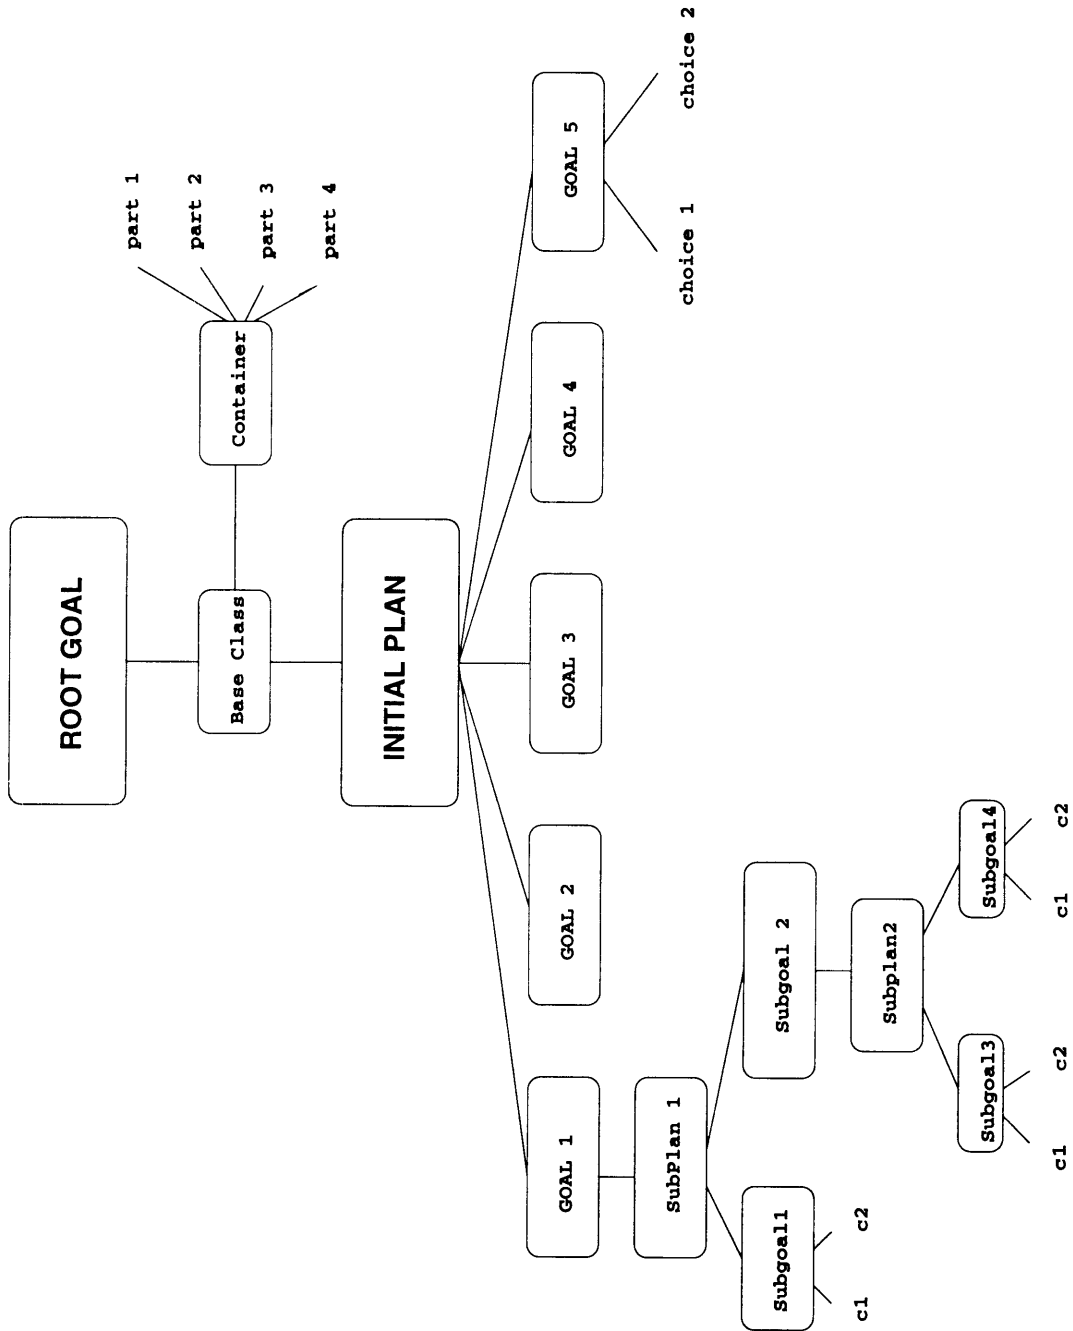 ROOT GOAL
Base Class
Container
part 1
part 2
part 3
part 4
INITIAL PLAN
GOAL 1
GOAL 2
GOAL 3
GOAL 4
GOAL 5
choice 1
choice 2
SubPlan 1
Subgoal1
Subgoal 2
c1
c2
Subplan2
Subgoal3
Subgoal4
c1
c2
c1
c2